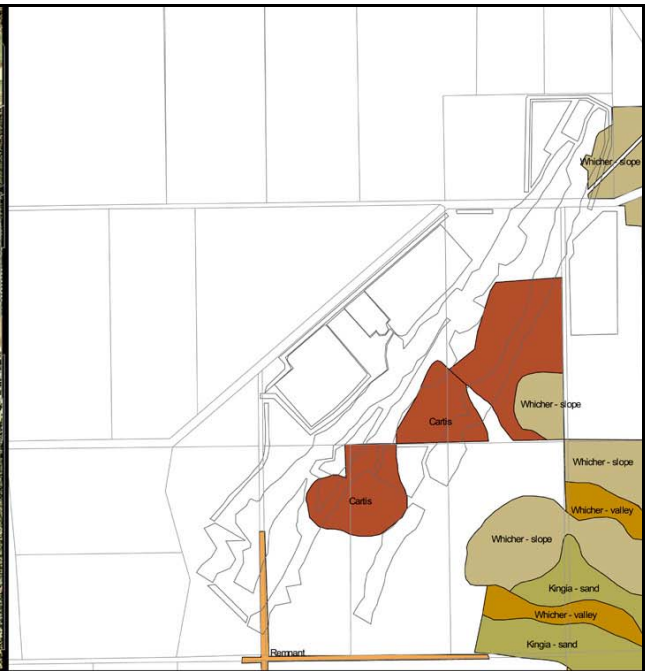 Whicher - slope
Whicher - slope
Cartis
Whicher - slope
Cartis
Whicher - valley
Whicher - slope
Kingia - sand
Whicher - valley
Kingia - sand
Remnant